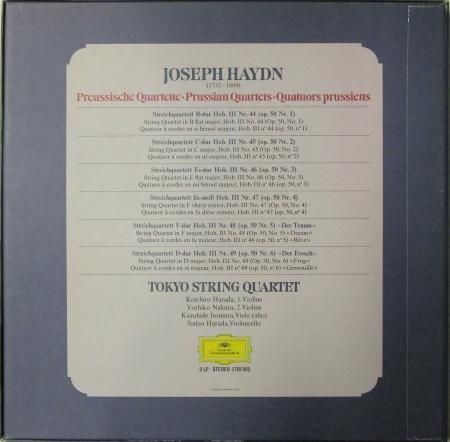 JOSEPH HAYDN
(1732-1809)
Preussische Quartette · Prussian Quartets · Quatuors prussiens
Streichquartett B-dur Hob. III Nr. 44 (op. 50 Nr. 1)
String Quartet in B flat major, Hob. III No. 44 (Op. 50, No. 1)
Quatuor à cordes en si bémol majeur, Hob. III n° 44 (op. 50, n° 1)
Streichquartett C-dur Hob. III Nr. 45 (op. 50 Nr. 2)
String Quartet in C major, Hob. III No. 45 (Op. 50, No. 2)
Quatuor à cordes en ut majeur, Hob. III n° 45 (op. 50, n° 2)
Streichquartett Es-dur Hob. III Nr. 46 (op. 50 Nr. 3)
String Quartet in E flat major, Hob. III No. 46 (Op. 50, No. 3)
Quatuor à cordes en mi bémol majeur, Hob. III n° 46 (op. 50, n° 3)
Streichquartett fis-moll Hob. III Nr. 47 (op. 50 Nr. 4)
String Quartet in F sharp minor, Hob. III No. 47 (Op. 50, No. 4)
Quatuor à cordes en fa dièse mineur, Hob. III n° 47 (op. 50, n° 4)
Streichquartett F-dur Hob. III Nr. 48 (op. 50 Nr. 5) »Der Traum«
String Quartet in F major, Hob. III No. 48 (Op. 50, No. 5) »Dream«
Quatuor à cordes en fa majeur, Hob. III n° 48 (op. 50, n° 5) »Rêve«
Streichquartett D-dur Hob. III Nr. 49 (op. 50 Nr. 6) »Der Frosch«
String Quartet in D major, Hob. III No. 49 (Op. 50, No. 6) »Frog«
Quatuor à cordes en ré majeur, Hob. III n° 49 (op. 50, n° 6) »Grenouille«
TOKYO STRING QUARTET
Koichiro Harada, 1. Violine
Yoshiko Nakura, 2. Violine
Kazuhide Isomura, Viola (alto)
Sadao Harada, Violoncello
Deutsche
Grammophon
3 LP · STEREO 2709 060